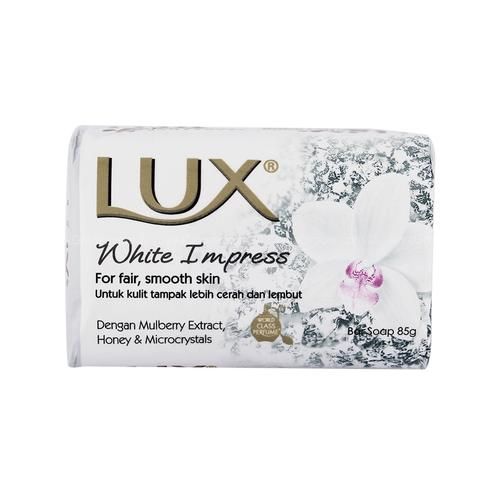 LUX®
White Impress
For fair, smooth skin
Untuk kulit tampak lebih cerah dan lembut
Dengan Mulberry Extract,
Honey & Microcrystals
WORLD
CLASS
PERFUME
Bar Soap 85g